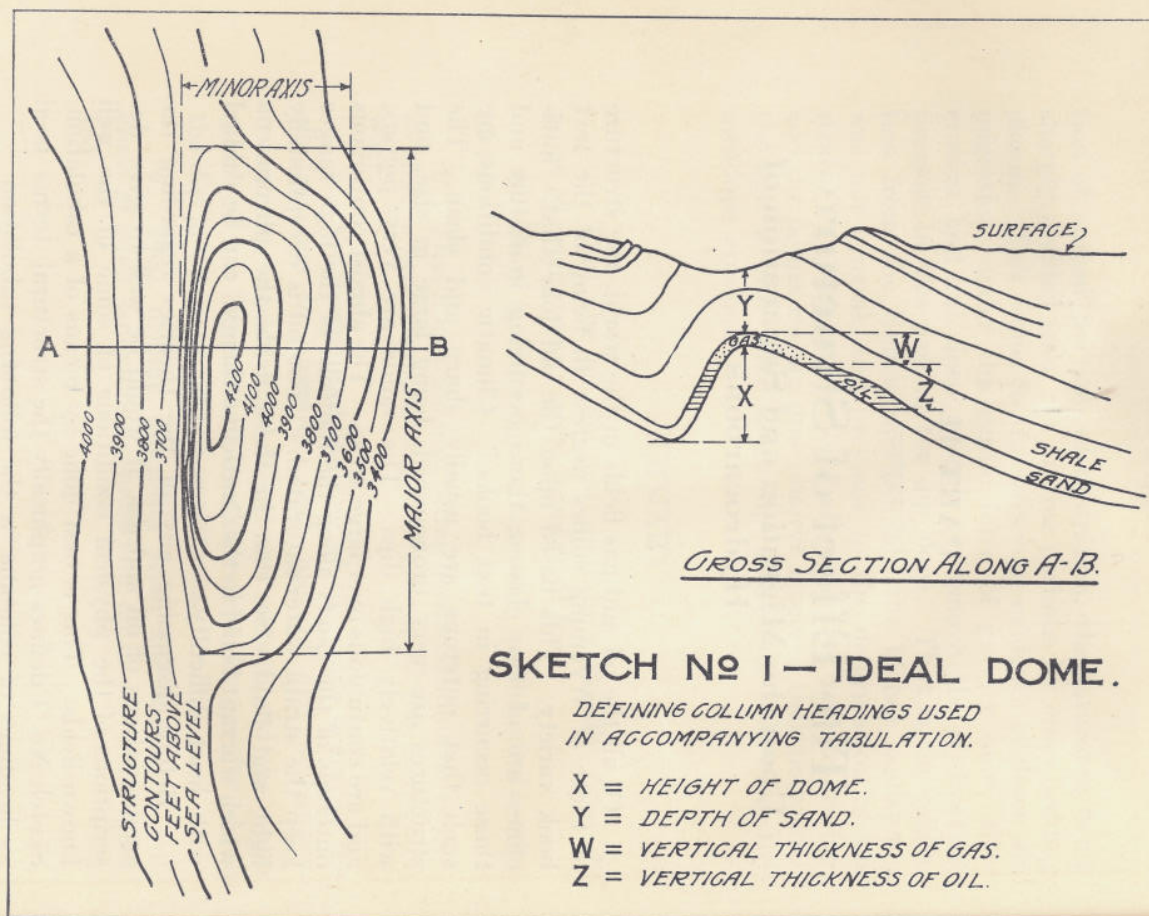 MINOR AXIS
A
B
4200
4100
4000
3900
3800
3700
3600
3500
3400
4000
3900
3800
3700
MAJOR AXIS
STRUCTURE
CONTOURS
FEET ABOVE
SEA LEVEL
SURFACE
Y
GAS
W
X
OIL
Z
SHALE
SAND
CROSS SECTION ALONG A-B.
SKETCH No 1 — IDEAL DOME.
DEFINING COLUMN HEADINGS USED
IN ACCOMPANYING TABULATION.
X = HEIGHT OF DOME.
Y = DEPTH OF SAND.
W = VERTICAL THICKNESS OF GAS.
Z = VERTICAL THICKNESS OF OIL.